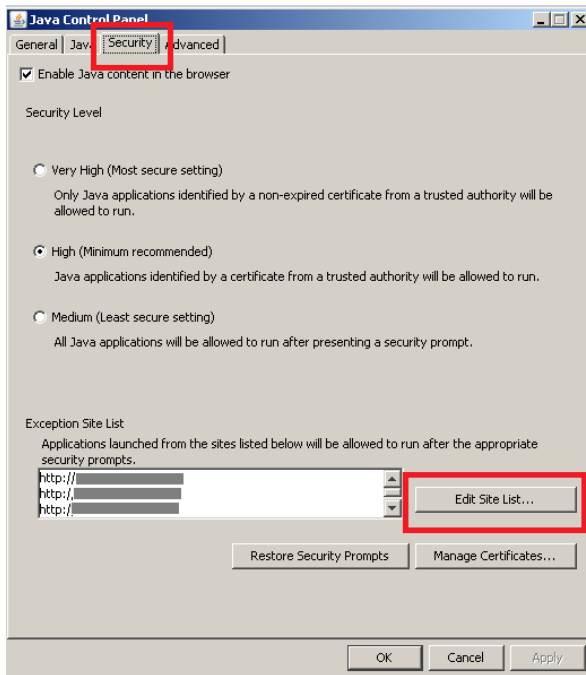 Java Control Panel
General Java Security Advanced
Enable Java content in the browser
Security Level
Very High (Most secure setting)
Only Java applications identified by a non-expired certificate from a trusted authority will be
allowed to run.
High (Minimum recommended)
Java applications identified by a certificate from a trusted authority will be allowed to run.
Medium (Least secure setting)
All Java applications will be allowed to run after presenting a security prompt.
Exception Site List
Applications launched from the sites listed below will be allowed to run after the appropriate
security prompts.
http://
http:/
http:/
Edit Site List...
Restore Security Prompts Manage Certificates...
OK Cancel Apply